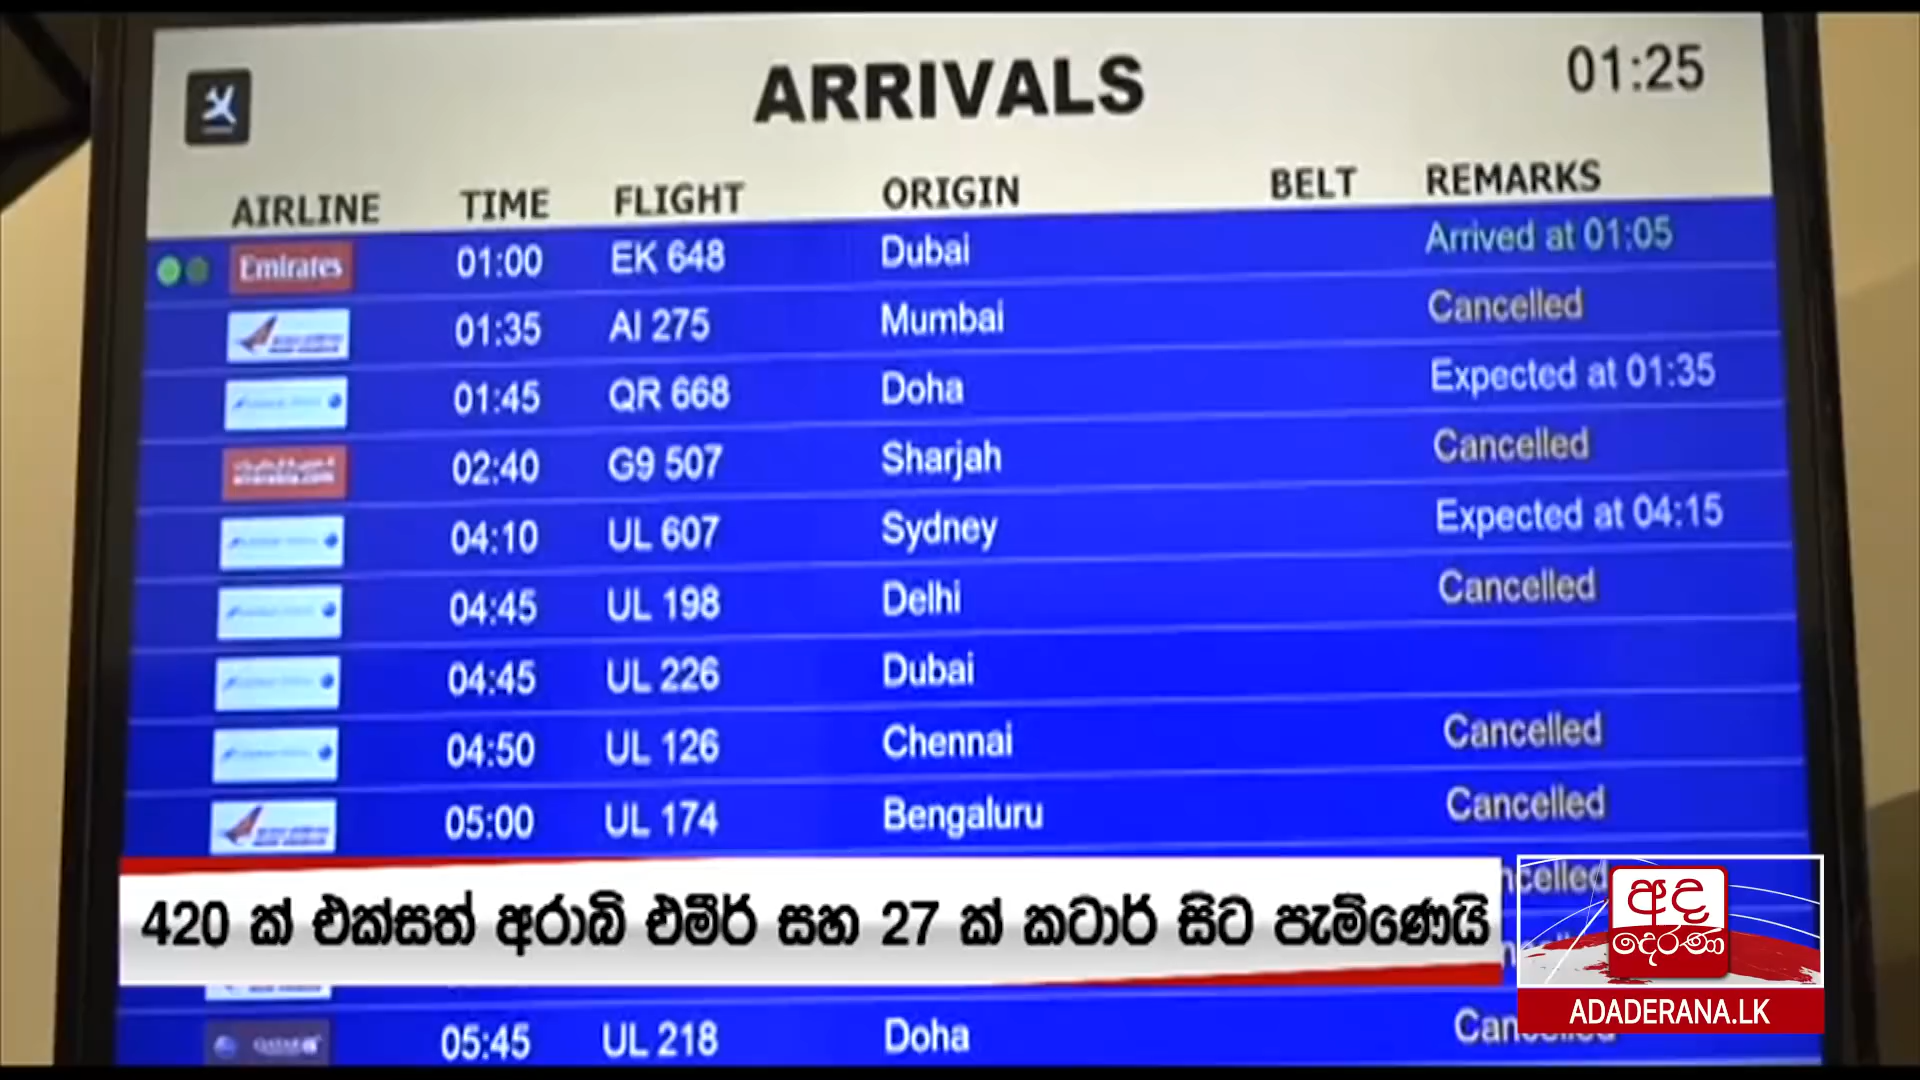 ARRIVALS 01:25
AIRLINE TIME FLIGHT ORIGIN BELT REMARKS
Emirates 01:00 EK 648 Dubai Arrived at 01:05
01:35 AI 275 Mumbai Cancelled
01:45 QR 668 Doha Expected at 01:35
airarabia.com 02:40 G9 507 Sharjah Cancelled
04:10 UL 607 Sydney Expected at 04:15
04:45 UL 198 Delhi Cancelled
04:45 UL 226 Dubai
04:50 UL 126 Chennai Cancelled
05:00 UL 174 Bengaluru Cancelled
420 ක් එක්සත් අරාබි එමීර් සහ 27 ක් කටාර් සිට පැමිණෙයි
අද
දෙරණ
ADADERANA.LK
QATAR 05:45 UL 218 Doha Cancelled